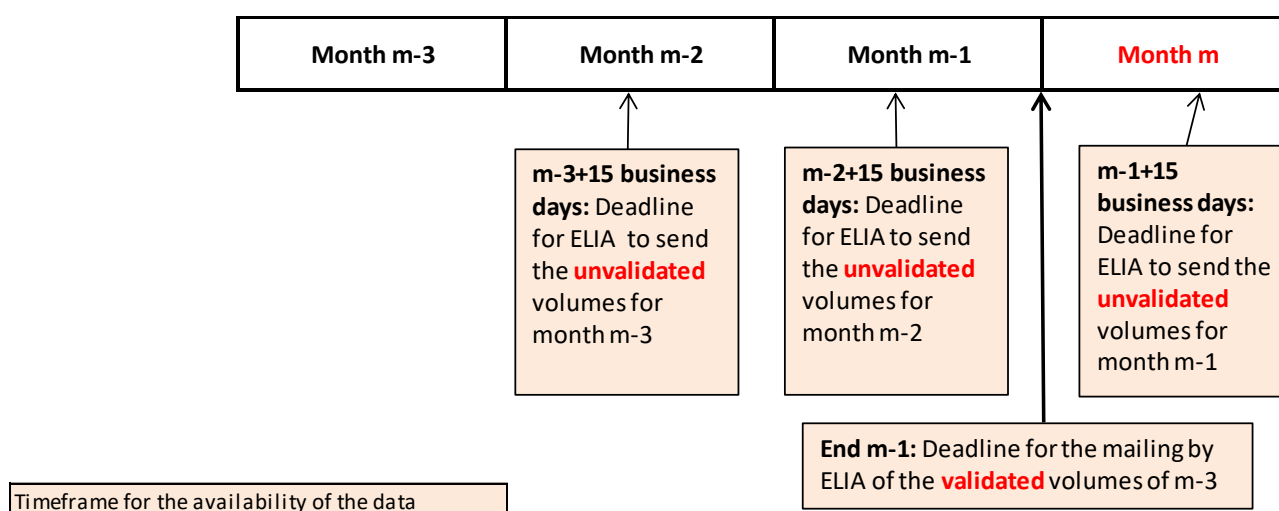 Month m-3
Month m-2
Month m-1
Month m
m-3+15 business
days: Deadline
for ELIA to send
the unvalidated
volumes for
month m-3
m-2+15 business
days: Deadline
for ELIA to send
the unvalidated
volumes for
month m-2
m-1+15
business days:
Deadline for
ELIA to send the
unvalidated
volumes for
month m-1
End m-1: Deadline for the mailing by
ELIA of the validated volumes of m-3
Timeframe for the availability of the data